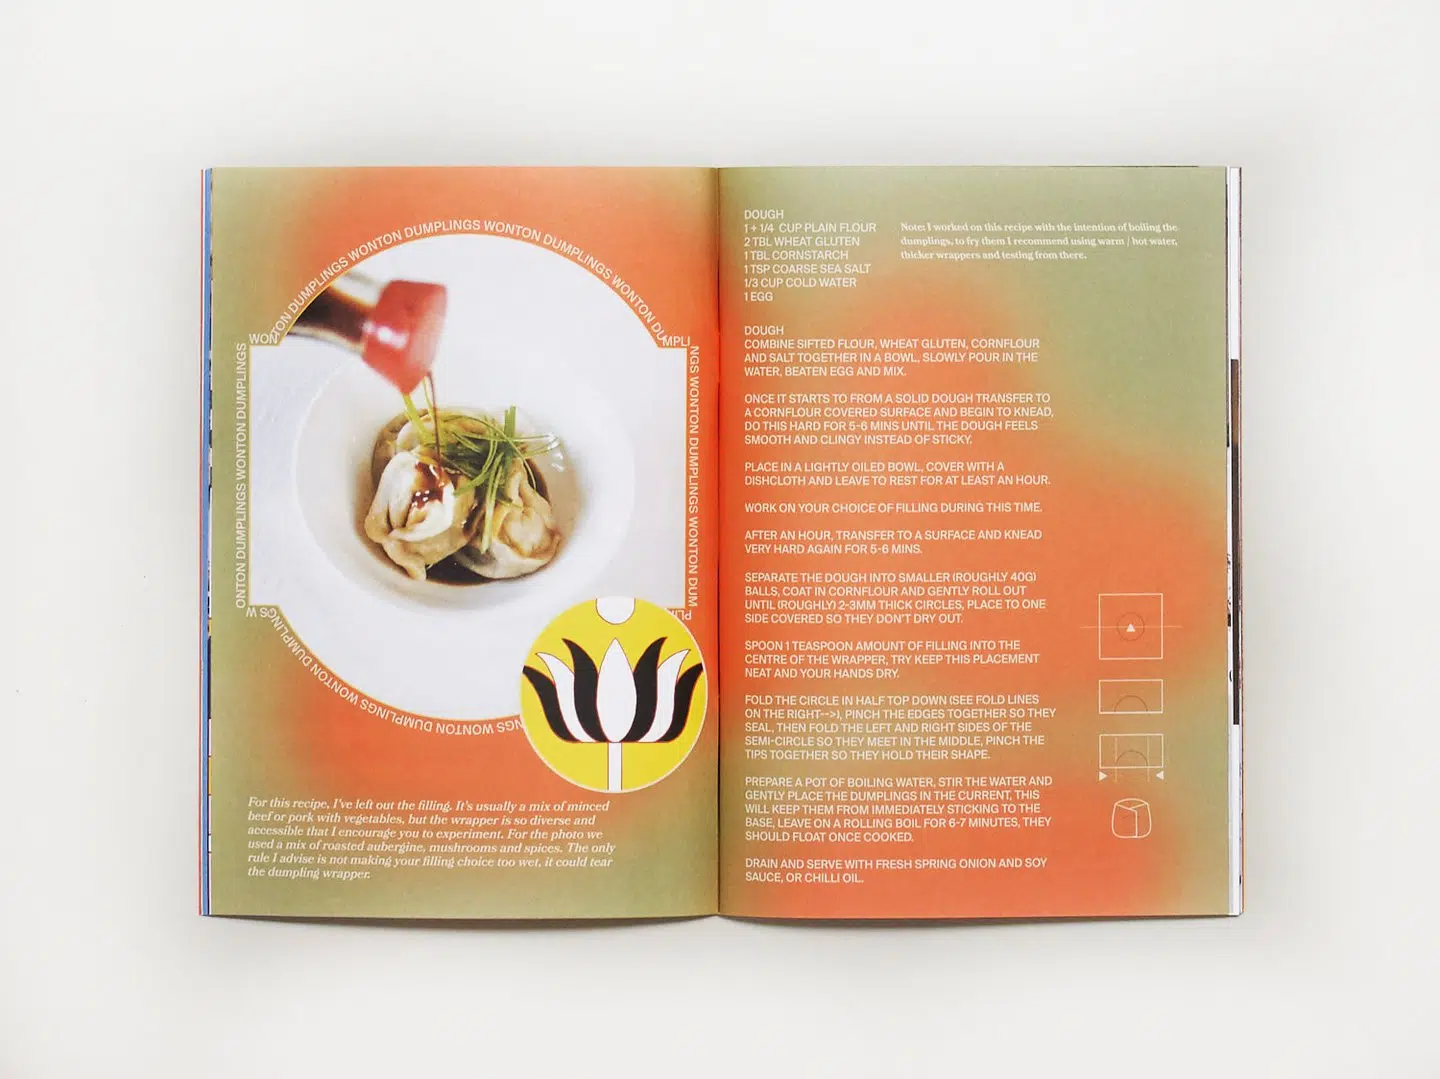 WONTON DUMPLINGS WONTON DUMPLINGS WONTON DUMPLINGS WONTON DUMPLINGS
NGS WONTON DUMPLINGS WONTON DUMPLINGS WONTON DUM
PLINGS WONTON DUMPLINGS WONTON DUMPLINGS W
ONTON DUMPLINGS WONTON DUMPLINGS WONTON DUMPLINGS
For this recipe, I've left out the filling. It's usually a mix of minced
beef or pork with vegetables, but the wrapper is so diverse and
accessible that I encourage you to experiment. For the photo we
used a mix of roasted aubergine, mushrooms and spices. The only
rule I advise is not making your filling choice too wet, it could tear
the dumpling wrapper.
DOUGH
1 + 1/4 CUP PLAIN FLOUR
2 TBL WHEAT GLUTEN
2 TBL CORNSTARCH
1 TSP COARSE SEA SALT
1/3 CUP COLD WATER
1 EGG
Note: I worked on this recipe with the intention of boiling the
dumplings, to fry them I recommend using warm / hot water,
thicker wrappers and testing from there.
DOUGH
COMBINE SIFTED FLOUR, WHEAT GLUTEN, CORNFLOUR
AND SALT TOGETHER IN A BOWL, SLOWLY POUR IN THE
WATER, BEATEN EGG AND MIX.
ONCE IT STARTS TO FROM A SOLID DOUGH TRANSFER TO
A CORNFLOUR COVERED SURFACE AND BEGIN TO KNEAD,
DO THIS HARD FOR 5-6 MINS UNTIL THE DOUGH FEELS
SMOOTH AND CLINGY INSTEAD OF STICKY.
PLACE IN A LIGHTLY OILED BOWL, COVER WITH A
DISHCLOTH AND LEAVE TO REST FOR AT LEAST AN HOUR.
WORK ON YOUR CHOICE OF FILLING DURING THIS TIME.
AFTER AN HOUR, TRANSFER TO A SURFACE AND KNEAD
VERY HARD AGAIN FOR 5-6 MINS.
SEPARATE THE DOUGH INTO SMALLER (ROUGHLY 40G)
BALLS, COAT IN CORNFLOUR AND GENTLY ROLL OUT
UNTIL (ROUGHLY) 2-3MM THICK CIRCLES, PLACE TO ONE
SIDE COVERED SO THEY DON'T DRY OUT.
SPOON 1 TEASPOON AMOUNT OF FILLING INTO THE
CENTRE OF THE WRAPPER, TRY KEEP THIS PLACEMENT
NEAT AND YOUR HANDS DRY.
FOLD THE CIRCLE IN HALF TOP DOWN (SEE FOLD LINES
ON THE RIGHT-->), PINCH THE EDGES TOGETHER SO THEY
SEAL, THEN FOLD THE LEFT AND RIGHT SIDES OF THE
SEMI-CIRCLE SO THEY MEET IN THE MIDDLE, PINCH THE
TIPS TOGETHER SO THEY HOLD THEIR SHAPE.
PREPARE A POT OF BOILING WATER, STIR THE WATER AND
GENTLY PLACE THE DUMPLINGS IN THE CURRENT, THIS
WILL KEEP THEM FROM IMMEDIATELY STICKING TO THE
BASE, LEAVE ON A ROLLING BOIL FOR 6-7 MINUTES, THEY
SHOULD FLOAT ONCE COOKED.
DRAIN AND SERVE WITH FRESH SPRING ONION AND SOY
SAUCE, OR CHILLI OIL.